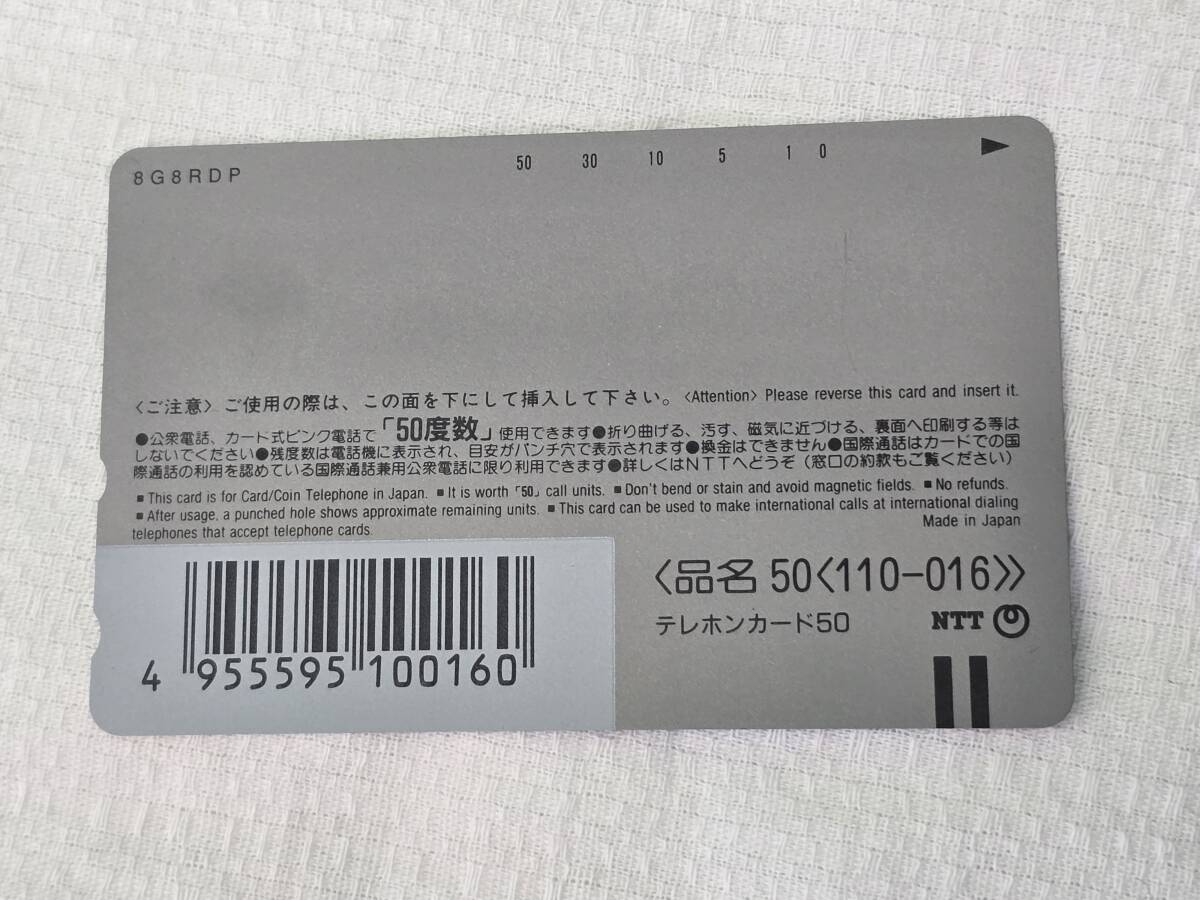 8G8RDP
50 30 10 5 1 0
〈ご注意〉ご使用の際は、この面を下にして挿入して下さい。〈Attention〉Please reverse this card and insert it.
●公衆電話、カード式ピンク電話で「50度数」使用できます●折り曲げる、汚す、磁気に近づける、裏面へ印刷する等は
しないでください●残度数は電話機に表示され、目安がパンチ穴で表示されます●換金はできません●国際通話はカードでの国
際通話の利用を認めている国際通話兼用公衆電話に限り利用できます●詳しくはNTTへどうぞ(窓口の約款もご覧ください)
■ This card is for Card/Coin Telephone in Japan. ■ It is worth「50」call units. ■ Don't bend or stain and avoid magnetic fields. ■ No refunds.
■ After usage, a punched hole shows approximate remaining units. ■ This card can be used to make international calls at international dialing
telephones that accept telephone cards.
Made in Japan
〈品名 50〈110-016〉〉
テレホンカード50
NTT
4 955595 100160